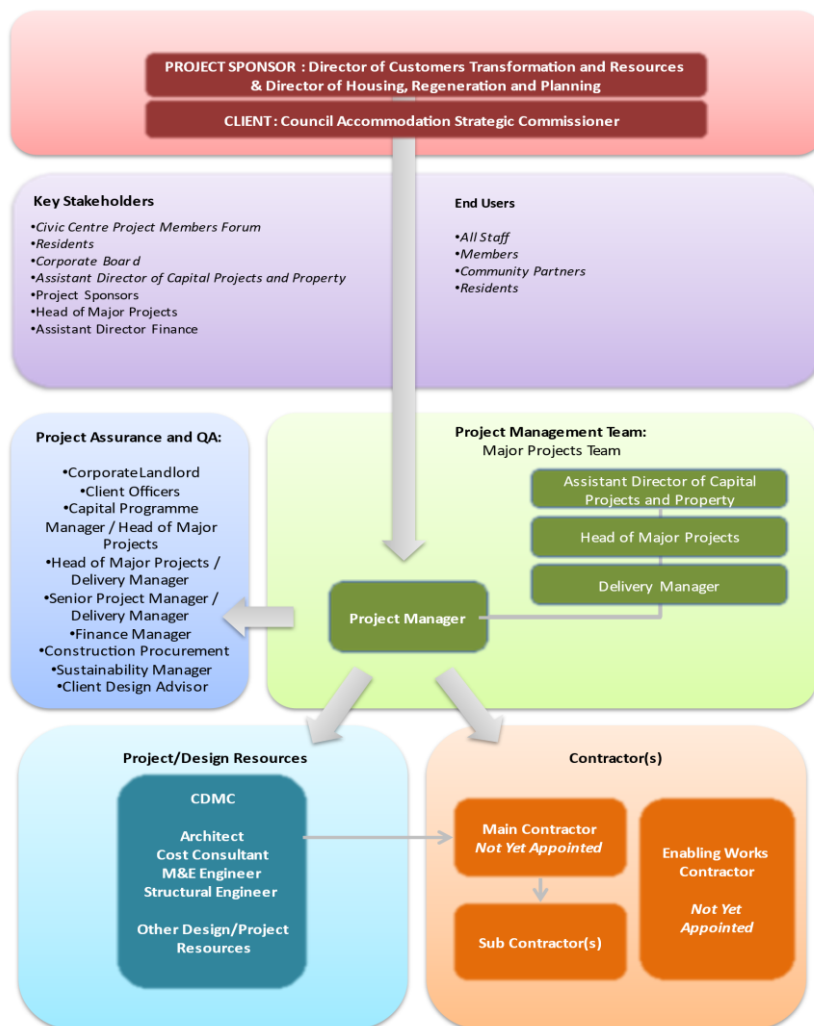 PROJECT SPONSOR : Director of Customers Transformation and Resources
& Director of Housing, Regeneration and Planning
CLIENT : Council Accommodation Strategic Commissioner
Key Stakeholders
•Civic Centre Project Members Forum
•Residents
•Corporate Board
•Assistant Director of Capital Projects and Property
•Project Sponsors
•Head of Major Projects
•Assistant Director Finance
End Users
•All Staff
•Members
•Community Partners
•Residents
Project Assurance and QA:
•Corporate Landlord
•Client Officers
•Capital Programme
Manager / Head of Major
Projects
•Head of Major Projects /
Delivery Manager
•Senior Project Manager /
Delivery Manager
•Finance Manager
•Construction Procurement
•Sustainability Manager
•Client Design Advisor
Project Management Team:
Major Projects Team
Assistant Director of Capital
Projects and Property
Head of Major Projects
Delivery Manager
Project Manager
Project/Design Resources
CDMC
Architect
Cost Consultant
M&E Engineer
Structural Engineer
Other Design/Project
Resources
Contractor(s)
Main Contractor
Not Yet Appointed
Sub Contractor(s)
Enabling Works
Contractor
Not Yet
Appointed